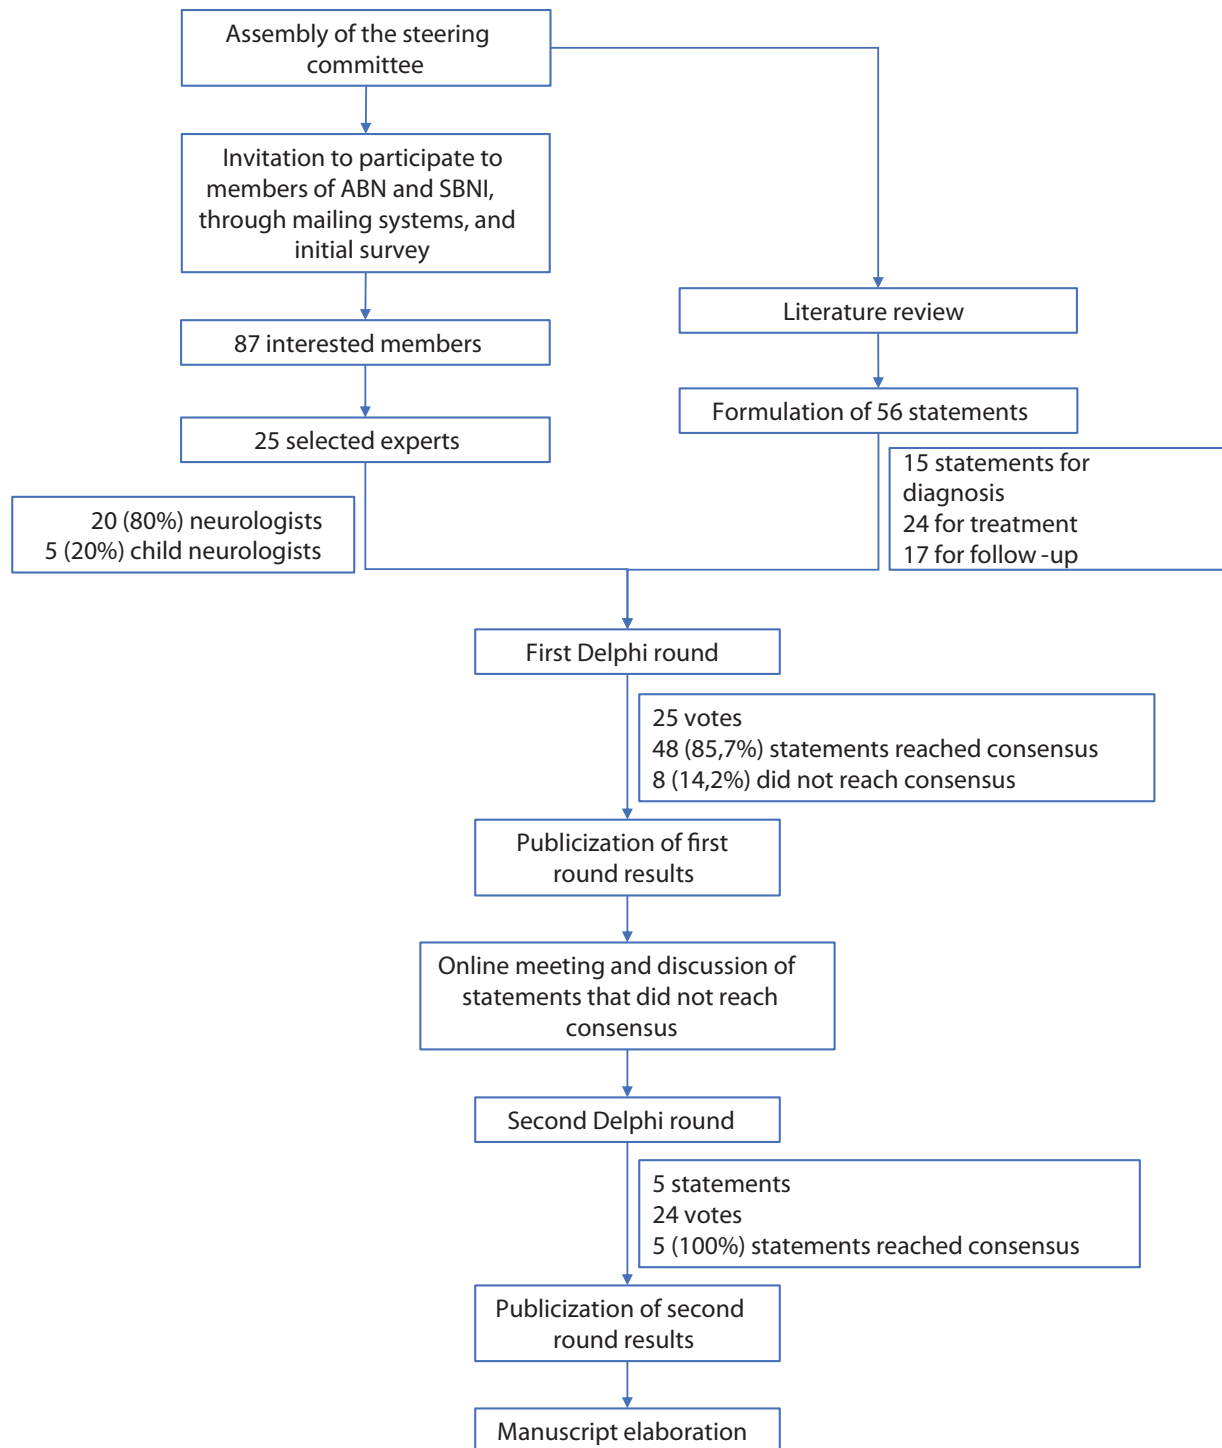 Assembly of the steering
committee
Invitation to participate to
members of ABN and SBNI,
through mailing systems, and
initial survey
87 interested members
25 selected experts
20 (80%) neurologists
5 (20%) child neurologists
Literature review
Formulation of 56 statements
15 statements for
diagnosis
24 for treatment
17 for follow -up
First Delphi round
25 votes
48 (85,7%) statements reached consensus
8 (14,2%) did not reach consensus
Publicization of first
round results
Online meeting and discussion of
statements that did not reach
consensus
Second Delphi round
5 statements
24 votes
5 (100%) statements reached consensus
Publicization of second
round results
Manuscript elaboration